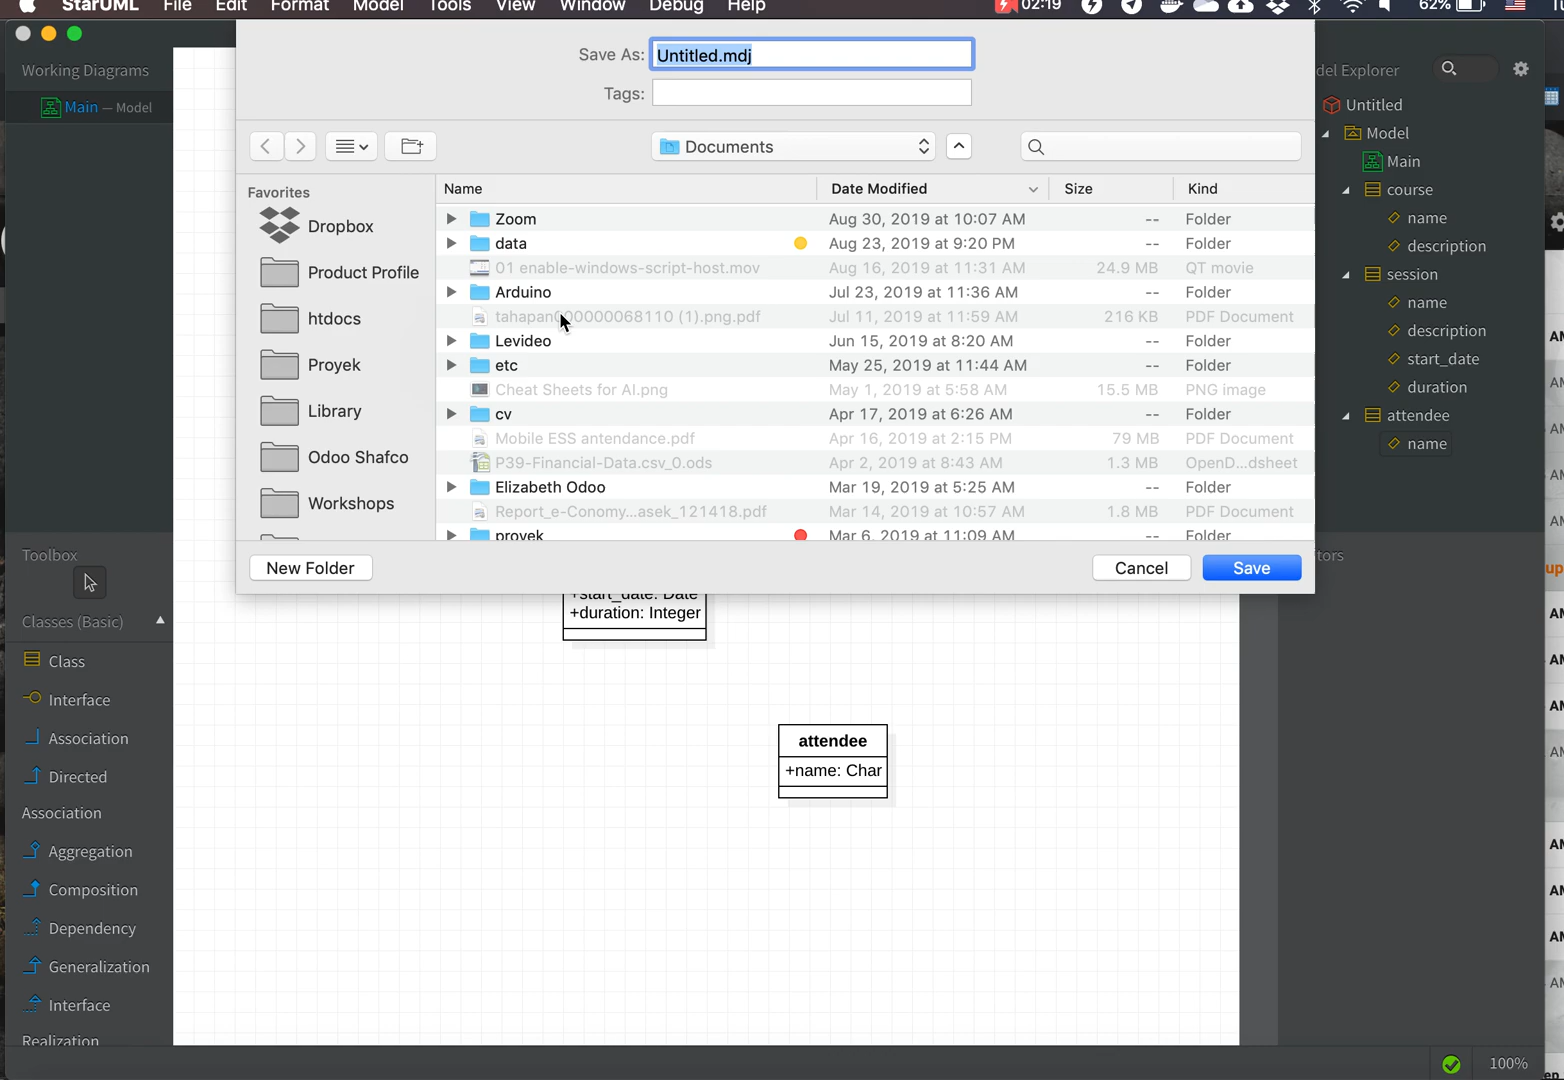 StarUML File Edit Format Model Tools View Window Debug Help 02:19 62%
Working Diagrams
Main — Model
Save As: Untitled.mdj
Tags:
Documents
Favorites
Dropbox
Product Profile
htdocs
Proyek
Library
Odoo Shafco
Workshops
Name Date Modified Size Kind
Zoom Aug 30, 2019 at 10:07 AM -- Folder
data Aug 23, 2019 at 9:20 PM -- Folder
01 enable-windows-script-host.mov Aug 16, 2019 at 11:31 AM 24.9 MB QT movie
Arduino Jul 23, 2019 at 11:36 AM -- Folder
tahapan000000068110 (1).png.pdf Jul 11, 2019 at 11:59 AM 216 KB PDF Document
Levideo Jun 15, 2019 at 8:20 AM -- Folder
etc May 25, 2019 at 11:44 AM -- Folder
Cheat Sheets for AI.png May 1, 2019 at 5:58 AM 15.5 MB PNG image
cv Apr 17, 2019 at 6:26 AM -- Folder
Mobile ESS antendance.pdf Apr 16, 2019 at 2:15 PM 79 MB PDF Document
P39-Financial-Data.csv_0.ods Apr 2, 2019 at 8:43 AM 1.3 MB OpenD...dsheet
Elizabeth Odoo Mar 19, 2019 at 5:25 AM -- Folder
Report_e-Conomy...asek_121418.pdf Mar 14, 2019 at 10:57 AM 1.8 MB PDF Document
proyek Mar 6, 2019 at 11:09 AM -- Folder
New Folder Cancel Save
del Explorer
Untitled
Model
Main
course
name
description
session
name
description
start_date
duration
attendee
name
tors
Toolbox
Classes (Basic)
Class
Interface
Association
Directed
Association
Aggregation
Composition
Dependency
Generalization
Interface
Realization
+start_date: Date
+duration: Integer
attendee
+name: Char
100%